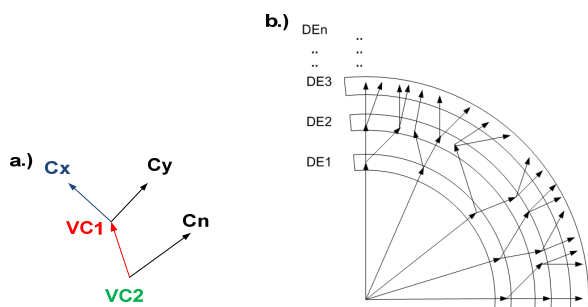 a.)
Cx
Cy
VC1
Cn
VC2
b.)
DEn
..
..
..
..
..
..
DE3
DE2
DE1